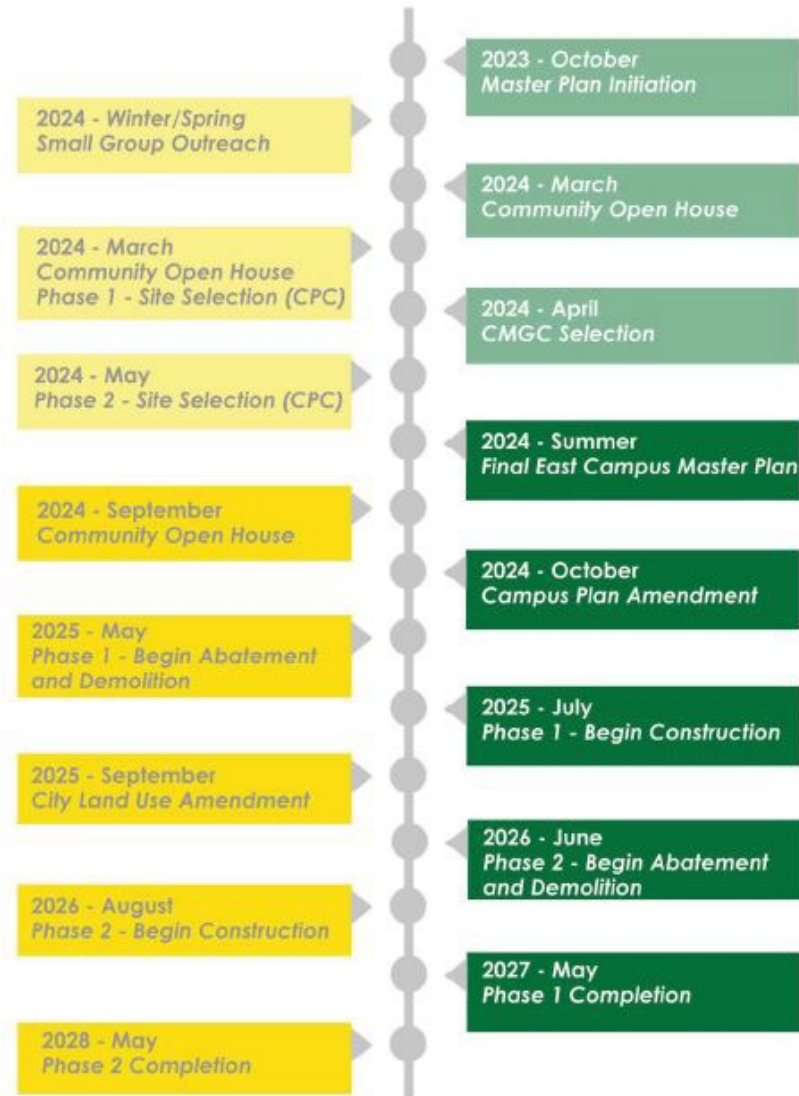 2023 - October
Master Plan Initiation
2024 - Winter/Spring
Small Group Outreach
2024 - March
Community Open House
2024 - March
Community Open House
Phase 1 - Site Selection (CPC)
2024 - April
CMGC Selection
2024 - May
Phase 2 - Site Selection (CPC)
2024 - Summer
Final East Campus Master Plan
2024 - September
Community Open House
2024 - October
Campus Plan Amendment
2025 - May
Phase 1 - Begin Abatement
and Demolition
2025 - July
Phase 1 - Begin Construction
2025 - September
City Land Use Amendment
2026 - June
Phase 2 - Begin Abatement
and Demolition
2026 - August
Phase 2 - Begin Construction
2027 - May
Phase 1 Completion
2028 - May
Phase 2 Completion